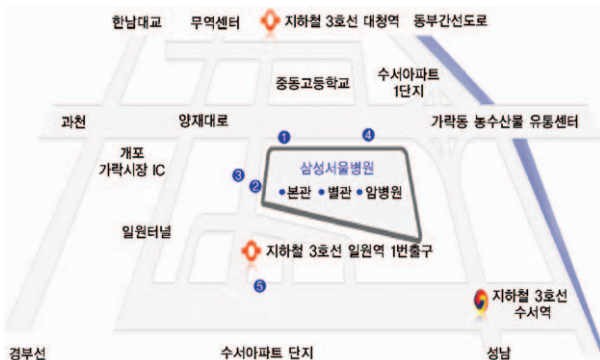 한남대교
무역센터
지하철 3호선 대청역
동부간선도로
중동고등학교
수서아파트
1단지
과천
양재대로
가락동 농수산물 유통센터
1
4
개포
가락시장 IC
삼성서울병원
3
2
•본관 •별관 •암병원
일원터널
지하철 3호선 일원역 1번출구
5
지하철 3호선
수서역
경부선
수서아파트 단지
성남